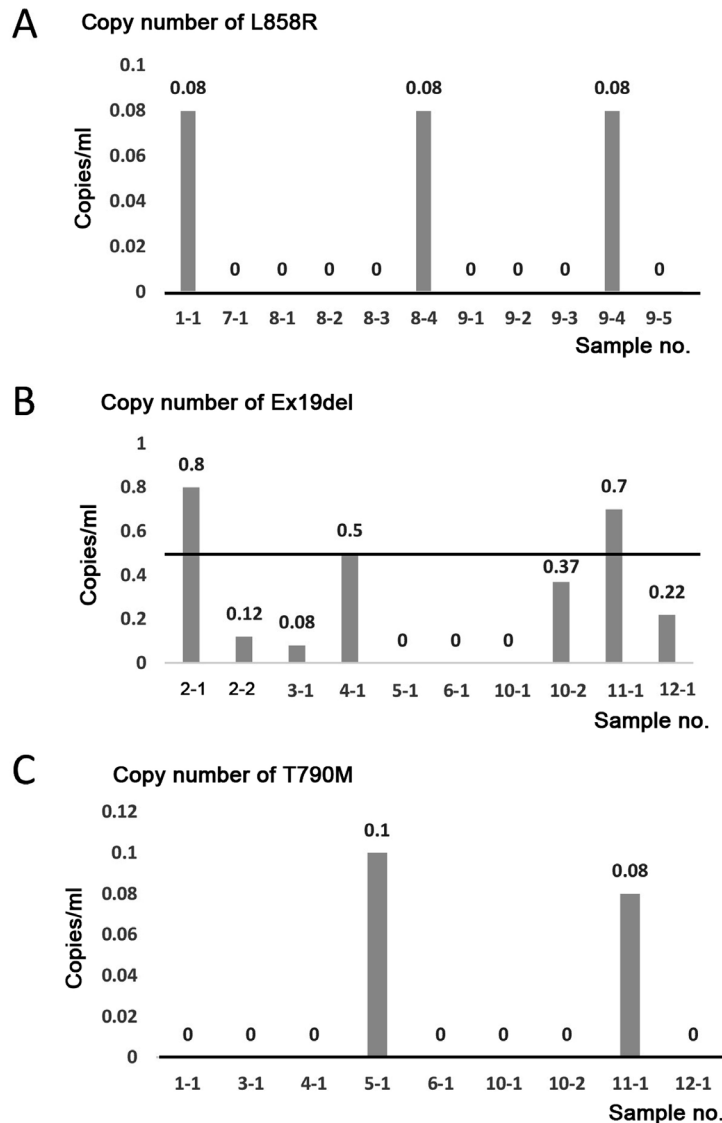 A
Copy number of L858R
Copies/ml
0.1
0.08
0.06
0.04
0.02
0
0.08 0 0 0 0 0.08 0 0 0 0.08 0
1-1 7-1 8-1 8-2 8-3 8-4 9-1 9-2 9-3 9-4 9-5
Sample no.
B
Copy number of Ex19del
Copies/ml
1
0.8
0.6
0.4
0.2
0
0.8 0.12 0.08 0.5 0 0 0 0.37 0.7 0.22
2-1 2-2 3-1 4-1 5-1 6-1 10-1 10-2 11-1 12-1
Sample no.
C
Copy number of T790M
Copies/ml
0.12
0.1
0.08
0.06
0.04
0.02
0
0 0 0 0.1 0 0 0 0.08 0
1-1 3-1 4-1 5-1 6-1 10-1 10-2 11-1 12-1
Sample no.